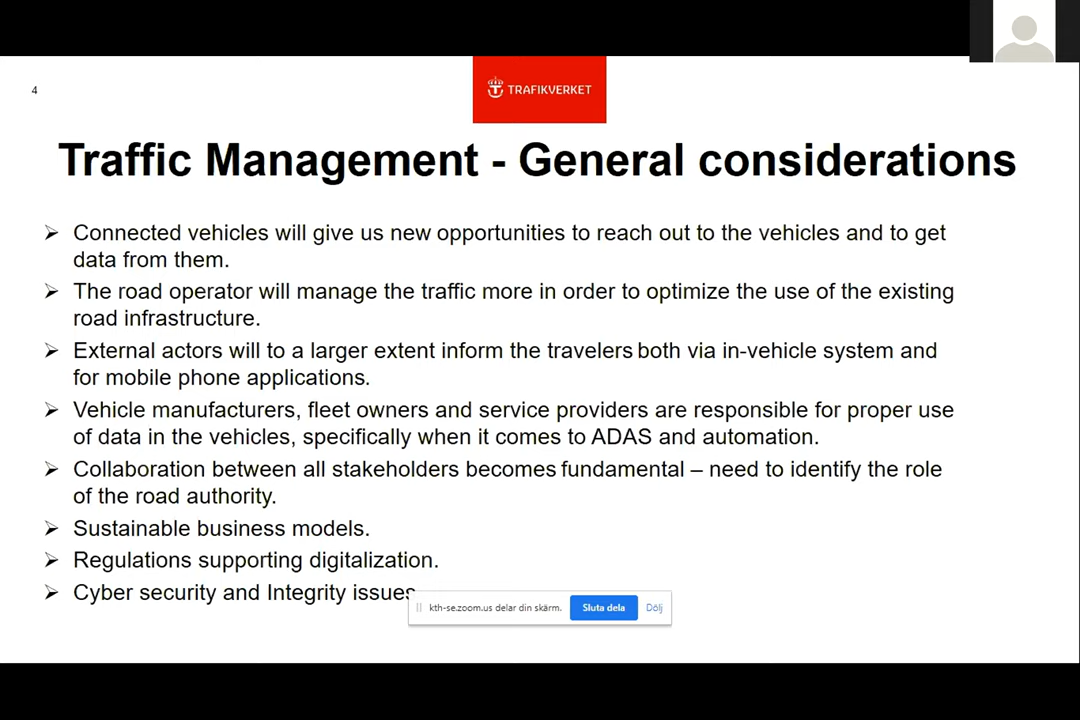 4
TRAFIKVERKET
Traffic Management - General considerations
➢ Connected vehicles will give us new opportunities to reach out to the vehicles and to get
data from them.
➢ The road operator will manage the traffic more in order to optimize the use of the existing
road infrastructure.
➢ External actors will to a larger extent inform the travelers both via in-vehicle system and
for mobile phone applications.
➢ Vehicle manufacturers, fleet owners and service providers are responsible for proper use
of data in the vehicles, specifically when it comes to ADAS and automation.
➢ Collaboration between all stakeholders becomes fundamental – need to identify the role
of the road authority.
➢ Sustainable business models.
➢ Regulations supporting digitalization.
➢ Cyber security and Integrity issues
kth-se.zoom.us delar din skärm. Sluta dela Dölj